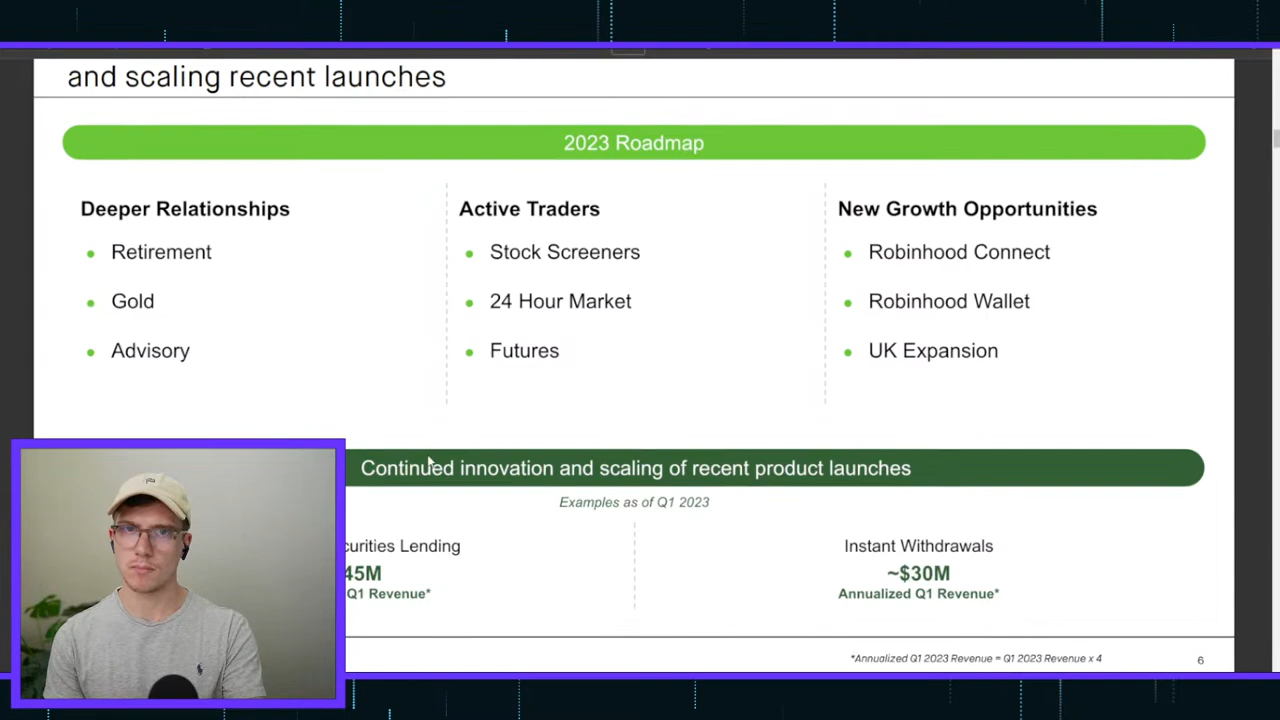 and scaling recent launches
2023 Roadmap
Deeper Relationships
Retirement
Gold
Advisory
Active Traders
Stock Screeners
24 Hour Market
Futures
New Growth Opportunities
Robinhood Connect
Robinhood Wallet
UK Expansion
Continued innovation and scaling of recent product launches
Examples as of Q1 2023
curities Lending
45M
Q1 Revenue*
Instant Withdrawals
~$30M
Annualized Q1 Revenue*
*Annualized Q1 2023 Revenue = Q1 2023 Revenue x 4
6